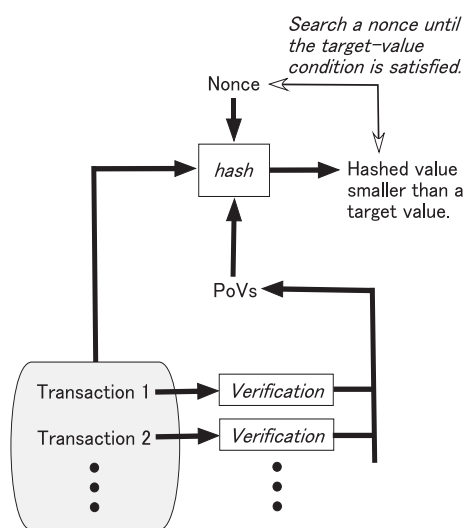 Search a nonce until
the target-value
condition is satisfied.
Nonce
hash
Hashed value
smaller than a
target value.
PoVs
Transaction 1
Verification
Transaction 2
Verification